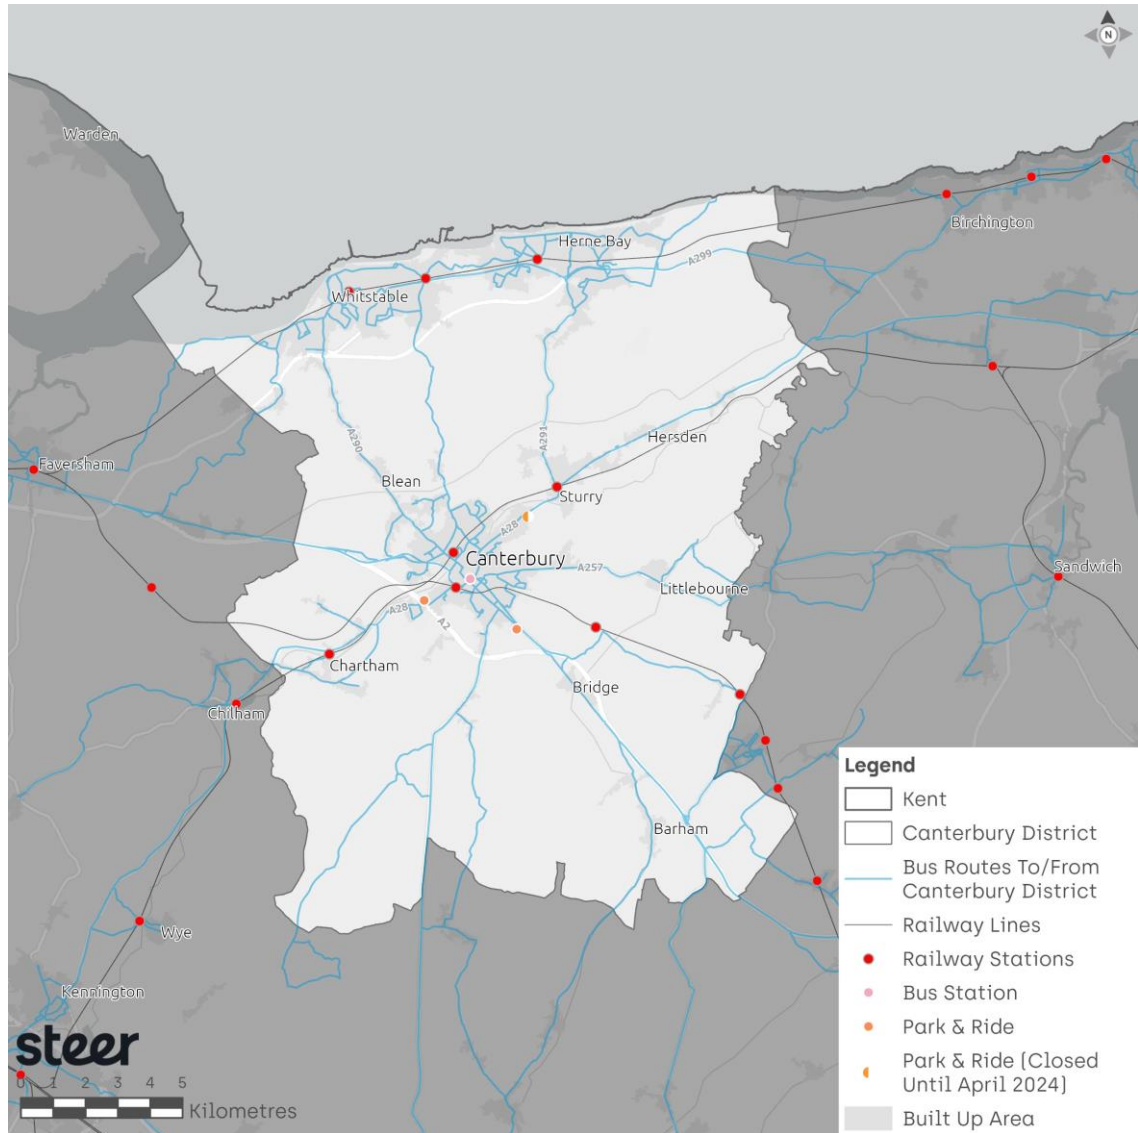 N
Warden
Birchington
Herne Bay
A299
Whitstable
A290
A291
Hersden
Faversham
Blean
Sturry
A28
Canterbury
A257
Sandwich
Littlebourne
A28
A2
Chartham
Bridge
Chilham
Barham
Wye
Kennington
steer
0 1 2 3 4 5
Kilometres
Legend
Kent
Canterbury District
Bus Routes To/From
Canterbury District
Railway Lines
Railway Stations
Bus Station
Park & Ride
Park & Ride (Closed
Until April 2024)
Built Up Area